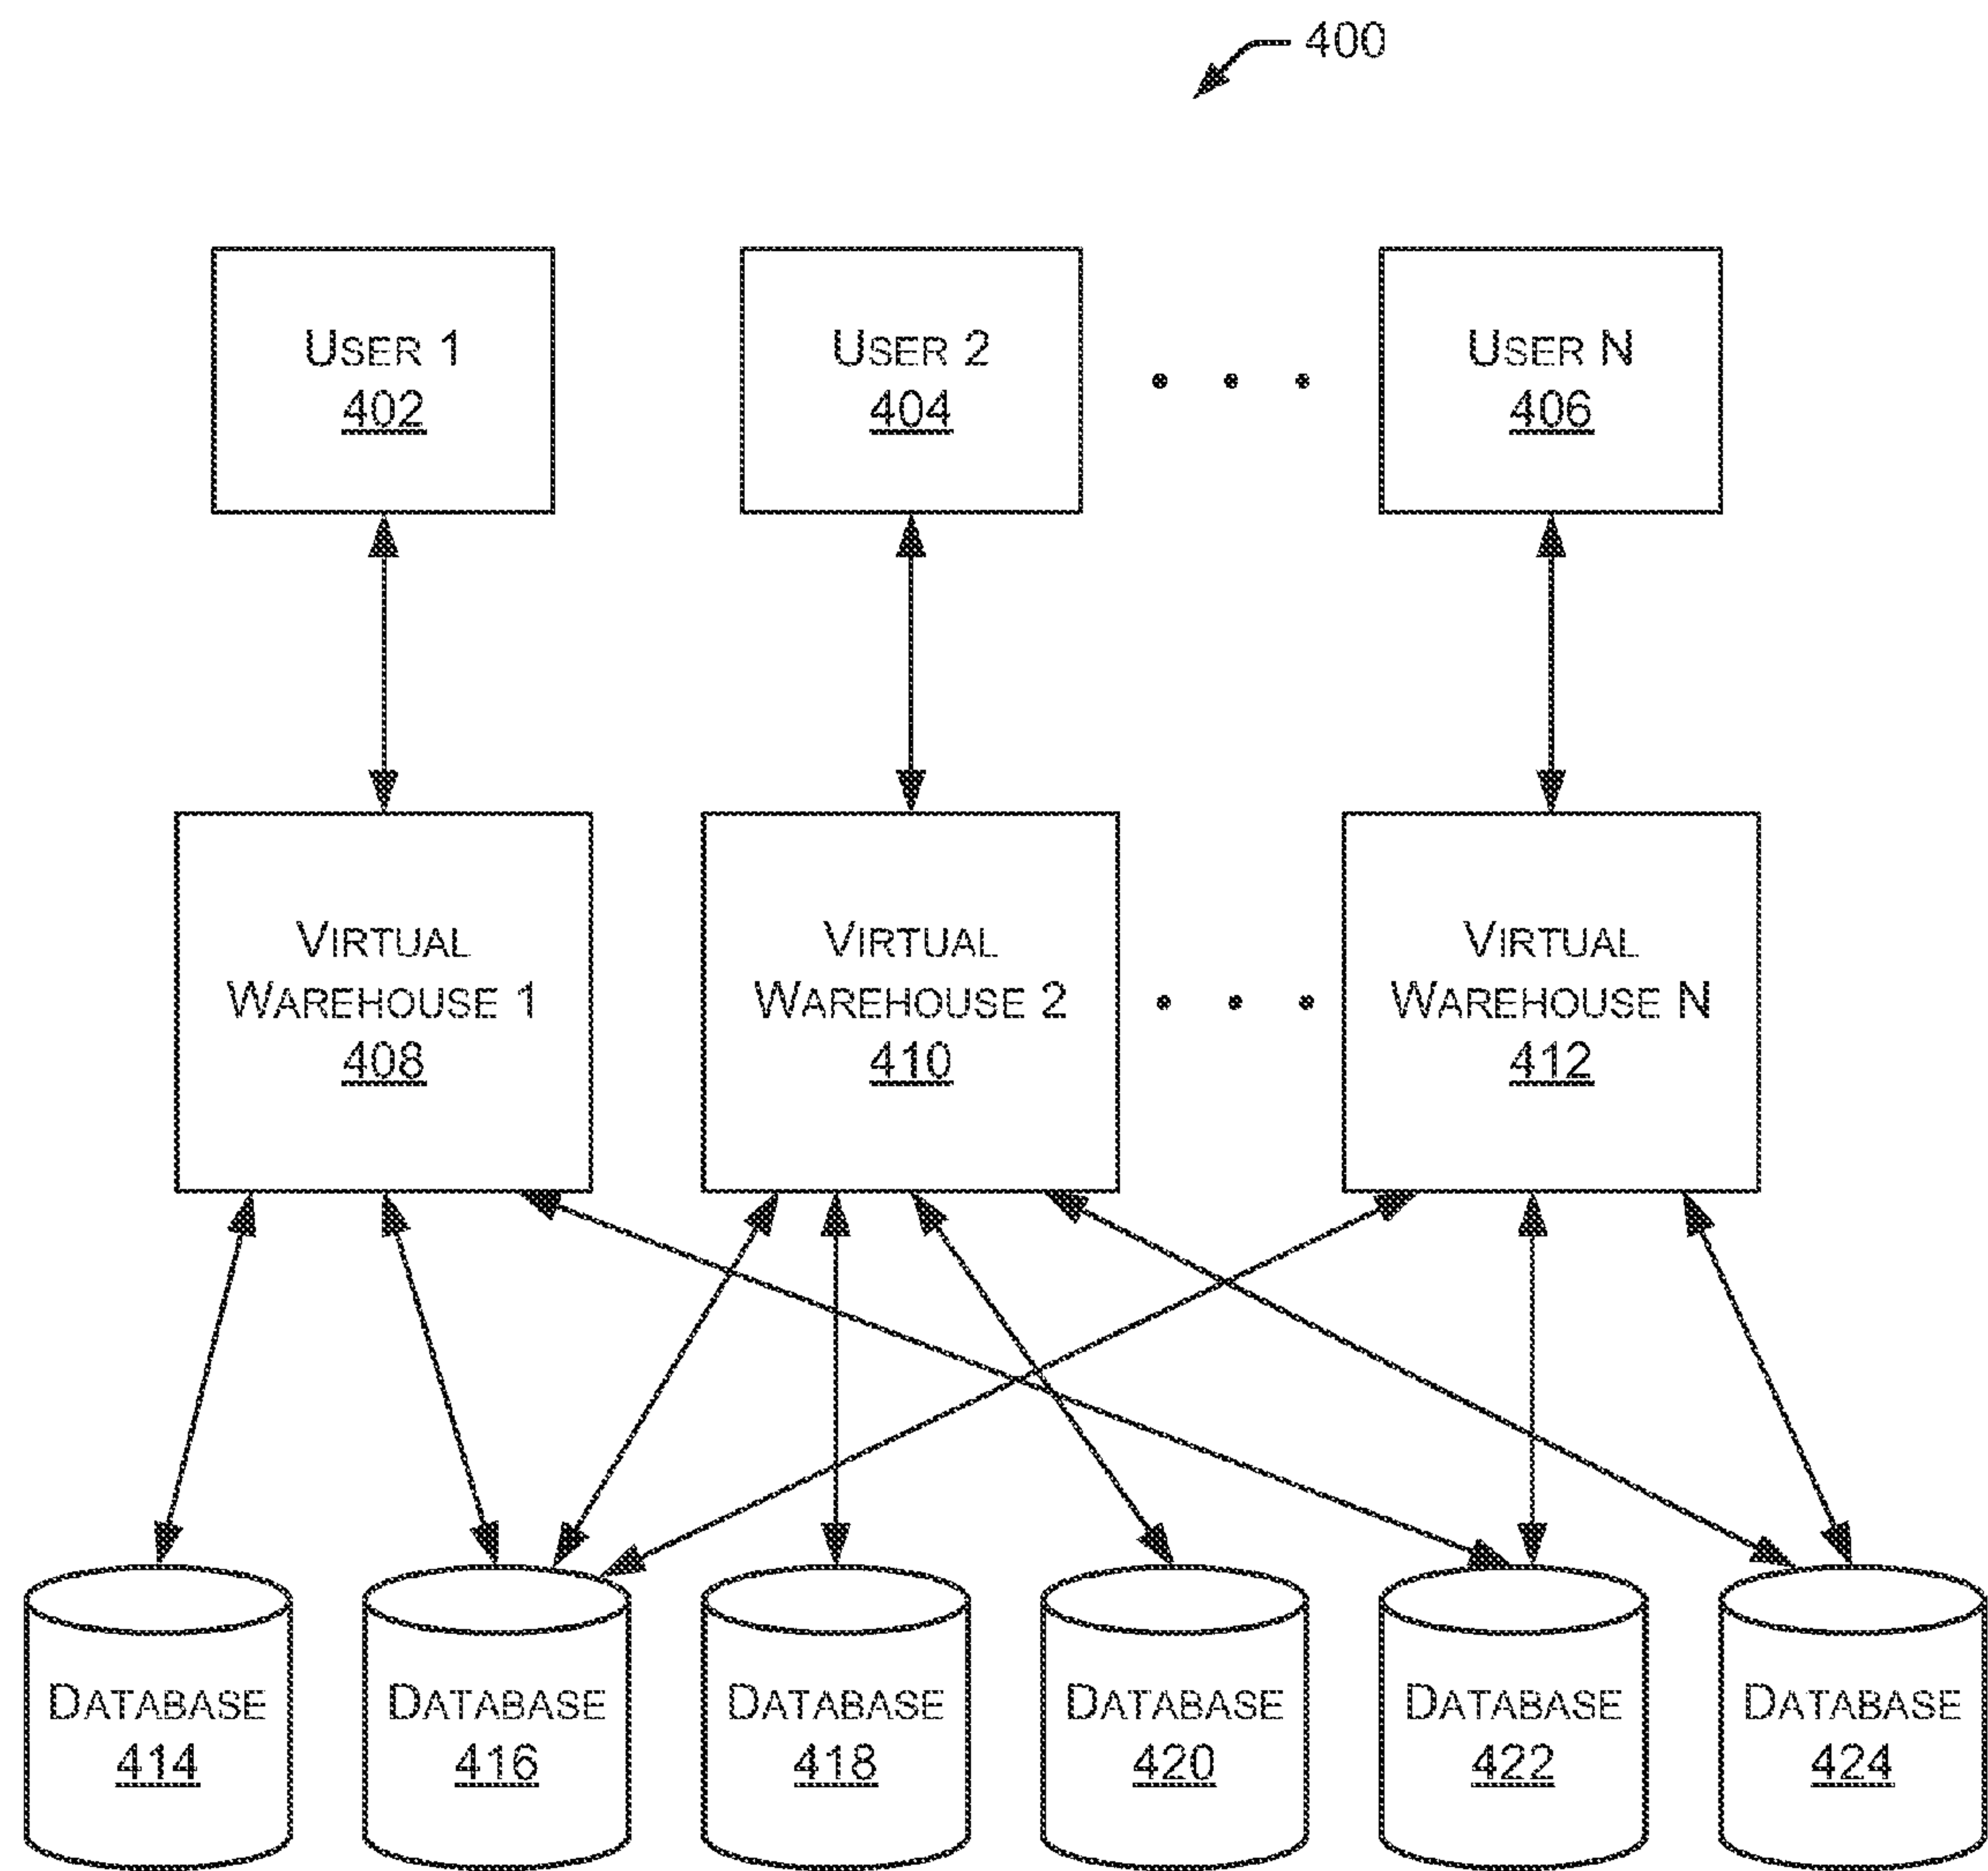 400
USER 1
402
USER 2
404
USER N
406
VIRTUAL
WAREHOUSE 1
408
VIRTUAL
WAREHOUSE 2
410
VIRTUAL
WAREHOUSE N
412
DATABASE
414
DATABASE
416
DATABASE
418
DATABASE
420
DATABASE
422
DATABASE
424